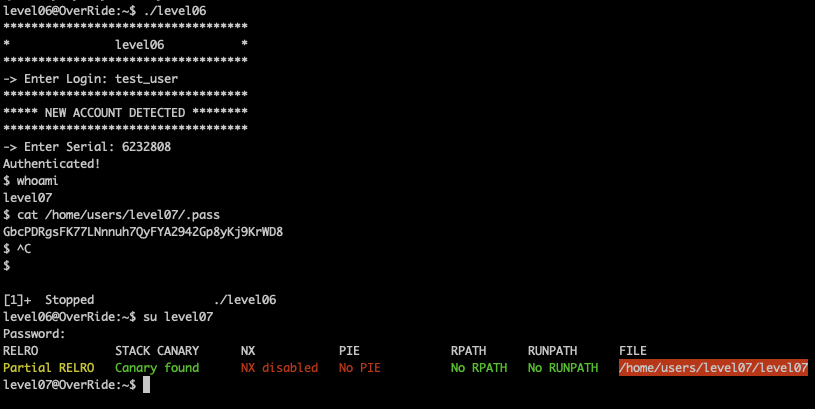 level06@OverRide:~$ ./level06
***********************************
* level06 *
***********************************
-> Enter Login: test_user
***********************************
***** NEW ACCOUNT DETECTED ********
***********************************
-> Enter Serial: 6232808
Authenticated!
$ whoami
level07
$ cat /home/users/level07/.pass
GbcPDRgsFK77LNnnuh7QyFYA2942Gp8yKj9KrWD8
$ ^C
$
[1]+  Stopped                 ./level06
level06@OverRide:~$ su level07
Password:
RELRO STACK CANARY NX PIE RPATH RUNPATH FILE
Partial RELRO Canary found NX disabled No PIE No RPATH No RUNPATH /home/users/level07/level07
level07@OverRide:~$